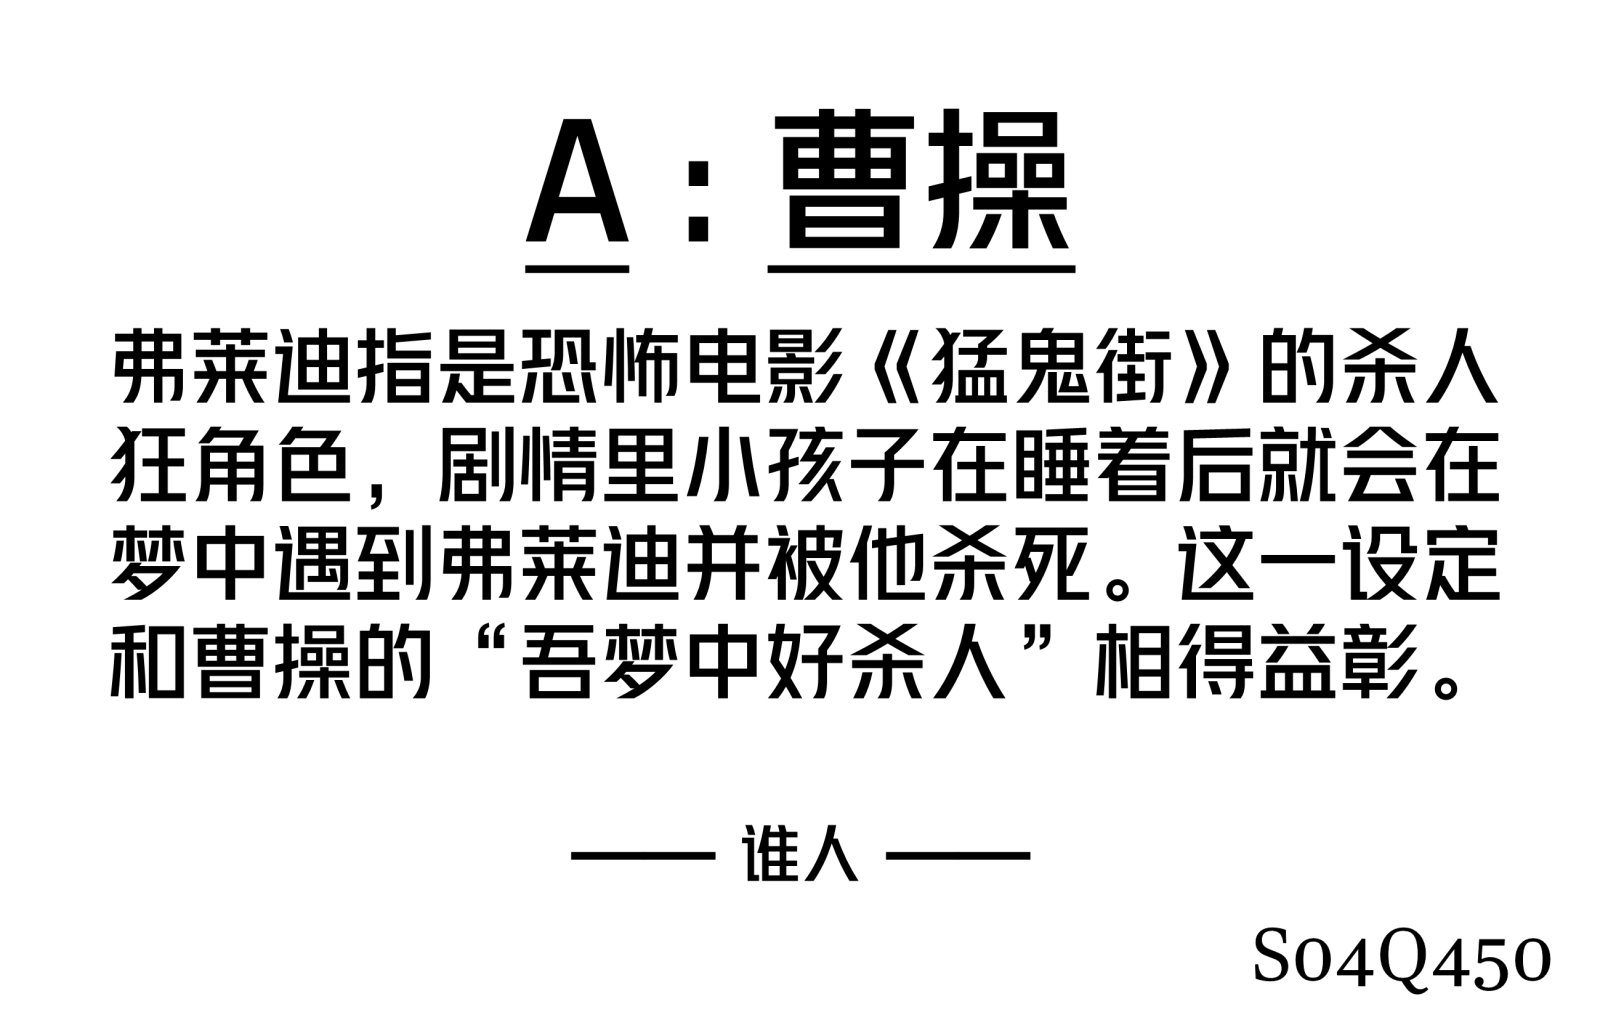 A：曹操
弗莱迪指是恐怖电影《猛鬼街》的杀人
狂角色，剧情里小孩子在睡着后就会在
梦中遇到弗莱迪并被他杀死。这一设定
和曹操的“吾梦中好杀人”相得益彰。
—— 谁人 ——
S04Q450